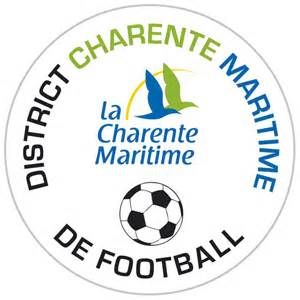 DISTRICT CHARENTE MARITIME
la
Charente
Maritime
DE FOOTBALL